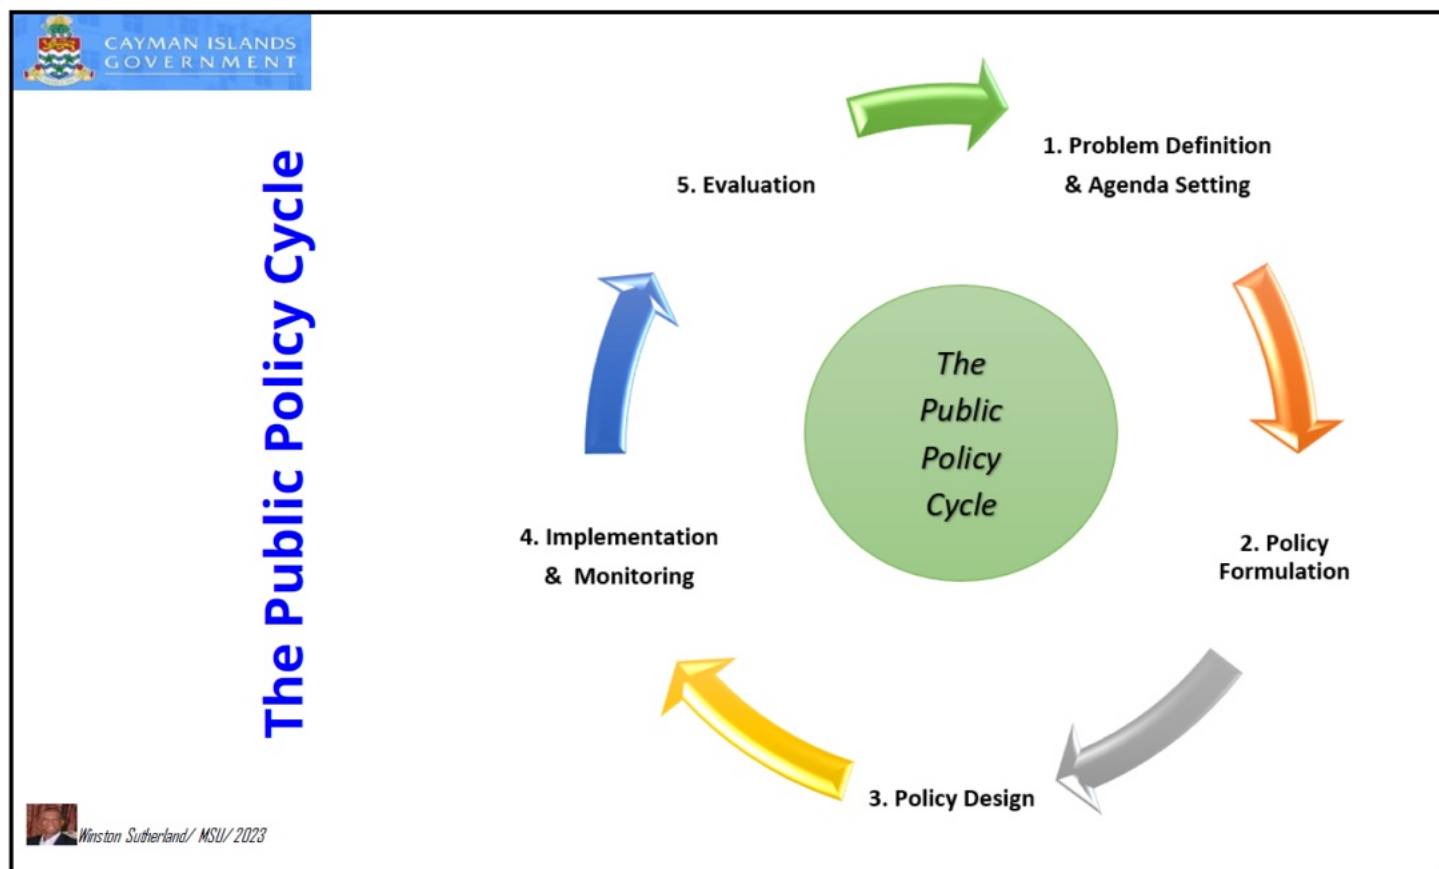 CAYMAN ISLANDS
GOVERNMENT
The Public Policy Cycle
1. Problem Definition
& Agenda Setting
5. Evaluation
The
Public
Policy
Cycle
4. Implementation
& Monitoring
2. Policy
Formulation
3. Policy Design
Winston Sutherland/ MSU/ 2023